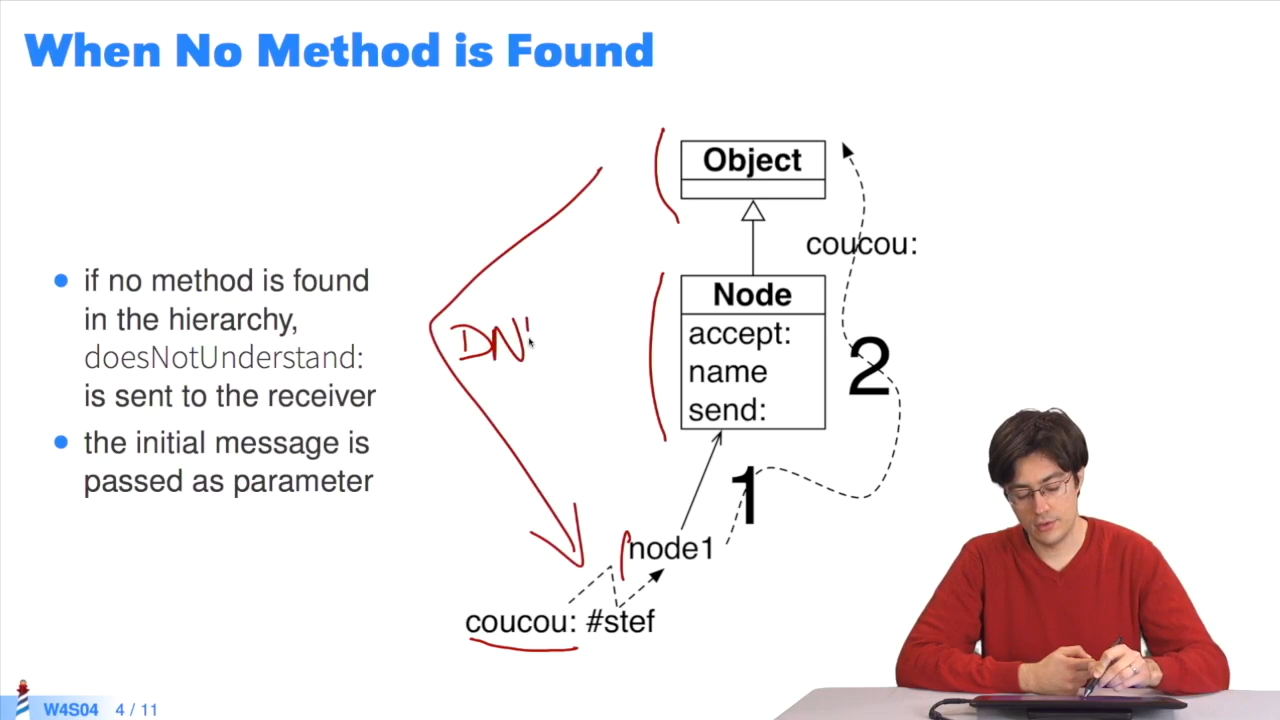 When No Method is Found
Object
coucou:
Node
accept:
name
send:
2
1
node1
coucou: #stef
• if no method is found
in the hierarchy,
doesNotUnderstand:
is sent to the receiver
• the initial message is
passed as parameter
DN
W4S04 4 / 11